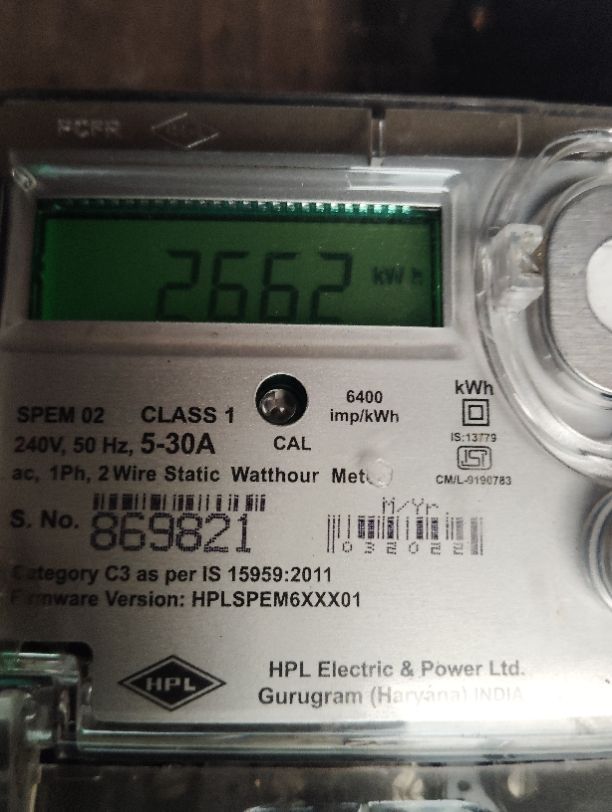 2662 kWh
6400
imp/kWh
kWh
SPEM 02 CLASS 1
240V, 50 Hz, 5-30A
CAL
IS:13779
ac, 1Ph, 2 Wire Static Watthour
CM/L-9190783
M/Yr
S. No. 869821
032022
Category C3 as per IS 15959:2011
Firmware Version: HPLSPEM6XXX01
HPL
HPL Electric & Power Ltd.
Gurugram (Haryana) INDIA